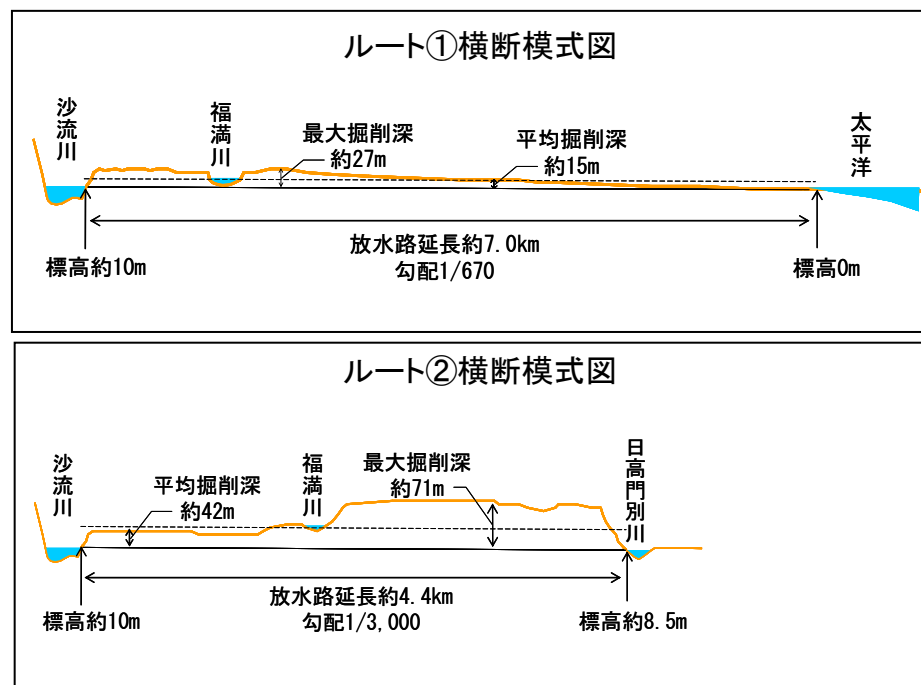 ルート①横断模式図
沙流川
福満川
最大掘削深
約27m
平均掘削深
約15m
太平洋
放水路延長約7.0km
勾配1/670
標高約10m
標高0m
ルート②横断模式図
沙流川
平均掘削深
約42m
福満川
最大掘削深
約71m
日高門別川
放水路延長約4.4km
勾配1/3,000
標高約10m
標高約8.5m